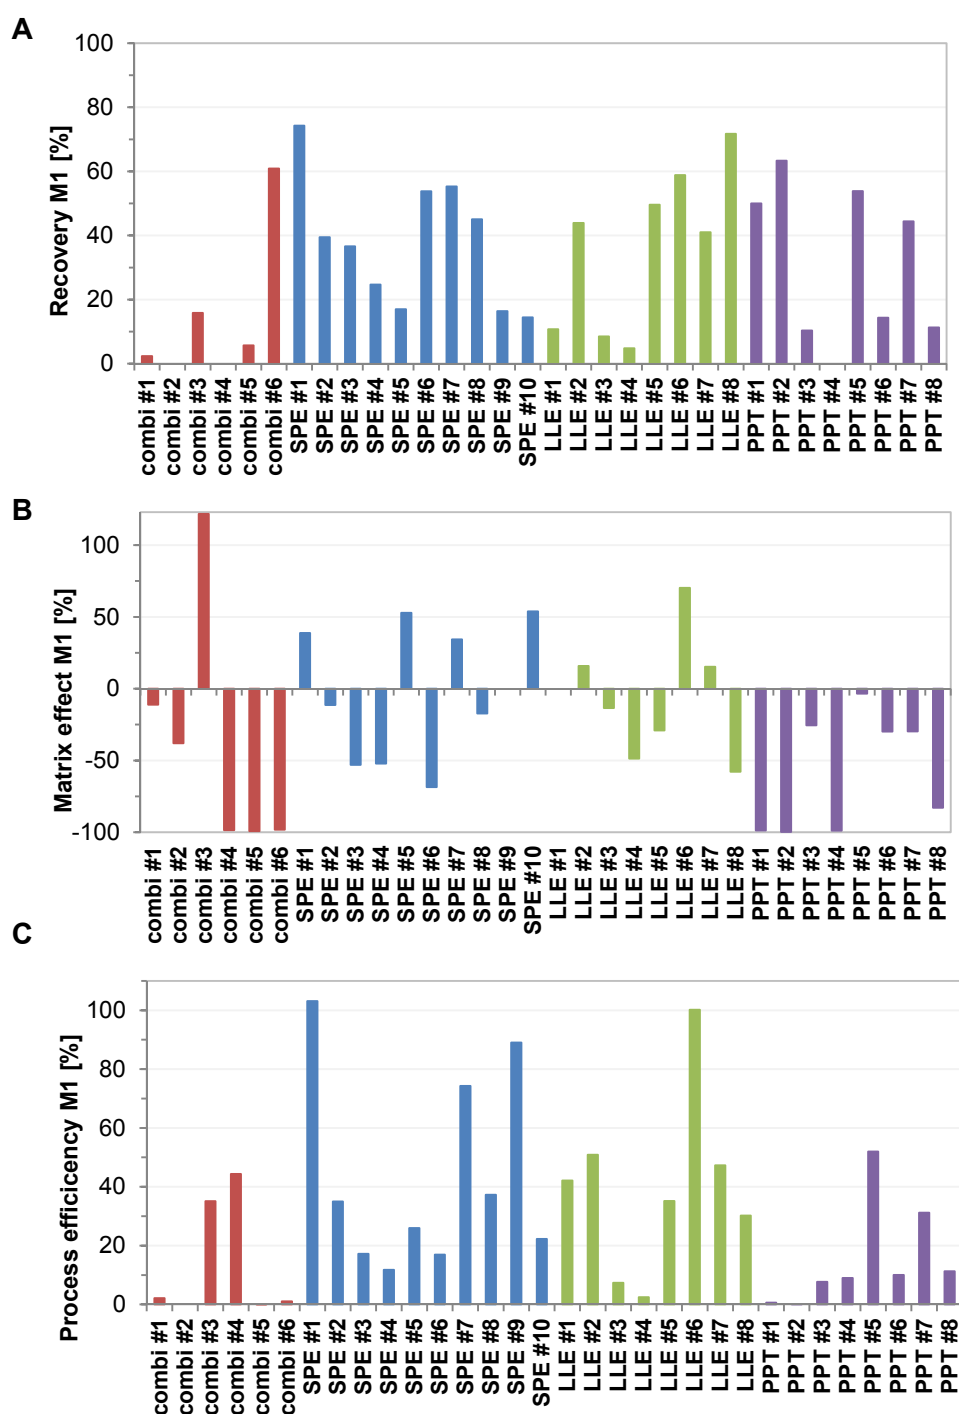 A
Recovery M1 [%]
100
80
60
40
20
0
combi #1
combi #2
combi #3
combi #4
combi #5
combi #6
SPE #1
SPE #2
SPE #3
SPE #4
SPE #5
SPE #6
SPE #7
SPE #8
SPE #9
SPE #10
LLE #1
LLE #2
LLE #3
LLE #4
LLE #5
LLE #6
LLE #7
LLE #8
PPT #1
PPT #2
PPT #3
PPT #4
PPT #5
PPT #6
PPT #7
PPT #8
B
Matrix effect M1 [%]
100
50
0
-50
-100
combi #1
combi #2
combi #3
combi #4
combi #5
combi #6
SPE #1
SPE #2
SPE #3
SPE #4
SPE #5
SPE #6
SPE #7
SPE #8
SPE #9
SPE #10
LLE #1
LLE #2
LLE #3
LLE #4
LLE #5
LLE #6
LLE #7
LLE #8
PPT #1
PPT #2
PPT #3
PPT #4
PPT #5
PPT #6
PPT #7
PPT #8
C
Process efficicency M1 [%]
100
80
60
40
20
0
combi #1
combi #2
combi #3
combi #4
combi #5
combi #6
SPE #1
SPE #2
SPE #3
SPE #4
SPE #5
SPE #6
SPE #7
SPE #8
SPE #9
SPE #10
LLE #1
LLE #2
LLE #3
LLE #4
LLE #5
LLE #6
LLE #7
LLE #8
PPT #1
PPT #2
PPT #3
PPT #4
PPT #5
PPT #6
PPT #7
PPT #8